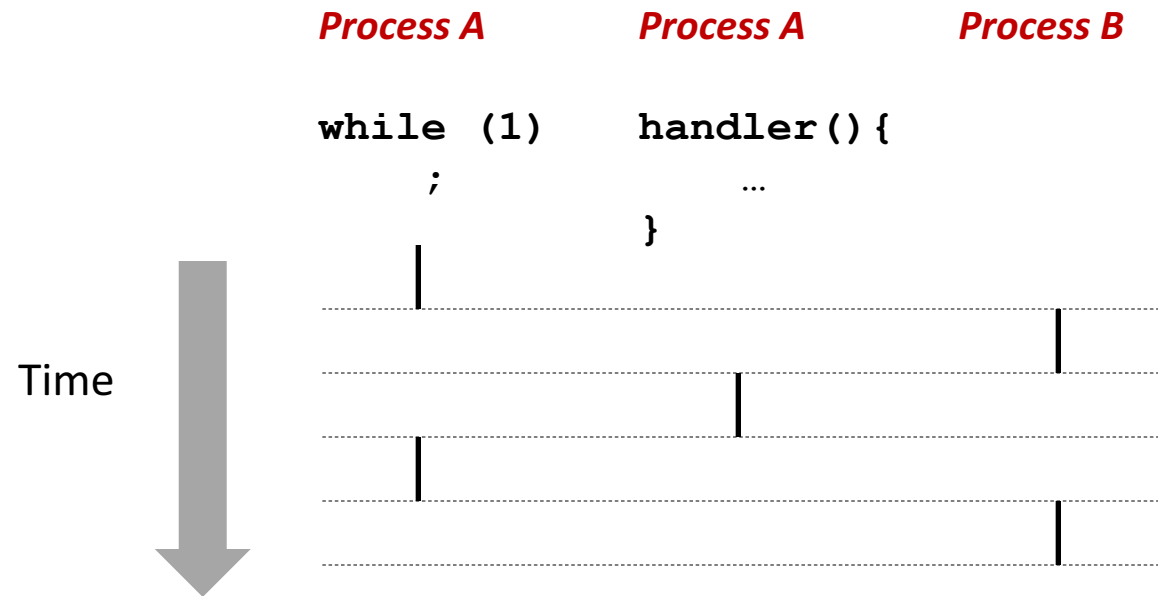 Process A Process A Process B
while (1) handler(){
; …
}
Time